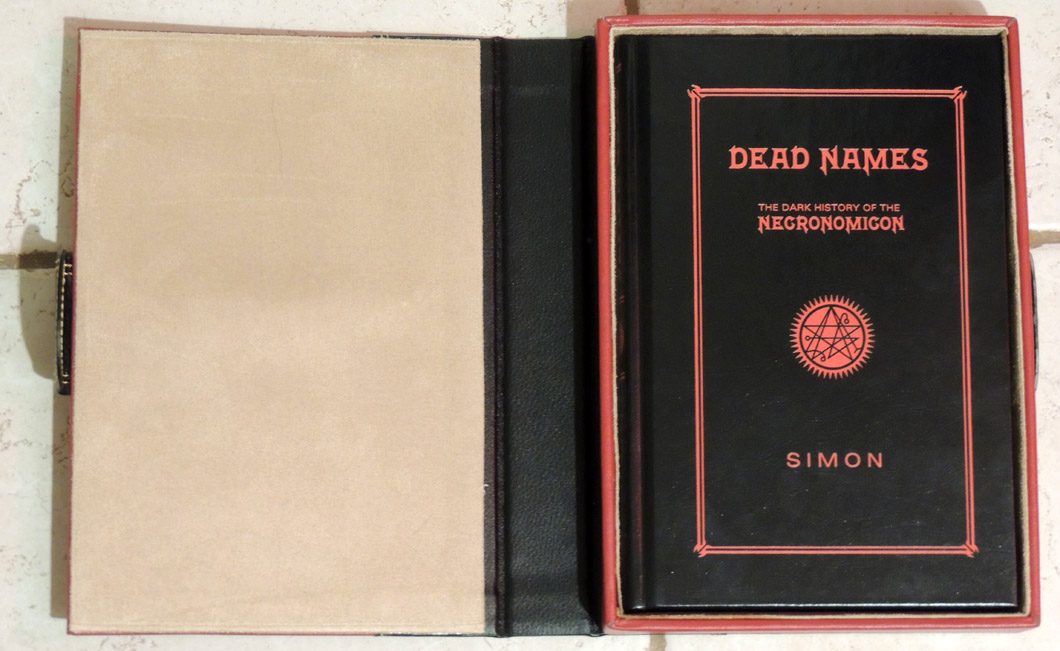 DEAD NAMES
THE DARK HISTORY OF THE
NECRONOMICON
SIMON